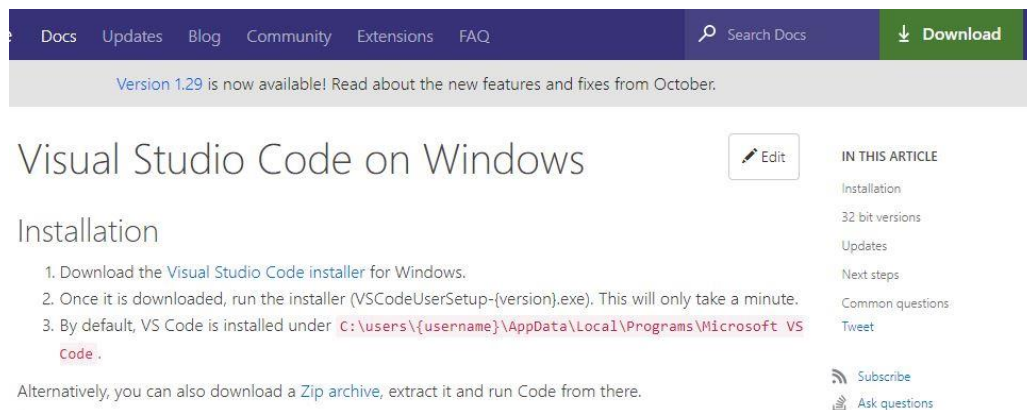 Docs Updates Blog Community Extensions FAQ Search Docs Download
Version 1.29 is now available! Read about the new features and fixes from October.
Visual Studio Code on Windows
Edit
Installation
1. Download the Visual Studio Code installer for Windows.
2. Once it is downloaded, run the installer (VSCodeUserSetup-{version}.exe). This will only take a minute.
3. By default, VS Code is installed under C:\users\{username}\AppData\Local\Programs\Microsoft VS
Code .
Alternatively, you can also download a Zip archive, extract it and run Code from there.
IN THIS ARTICLE
Installation
32 bit versions
Updates
Next steps
Common questions
Tweet
Subscribe
Ask questions